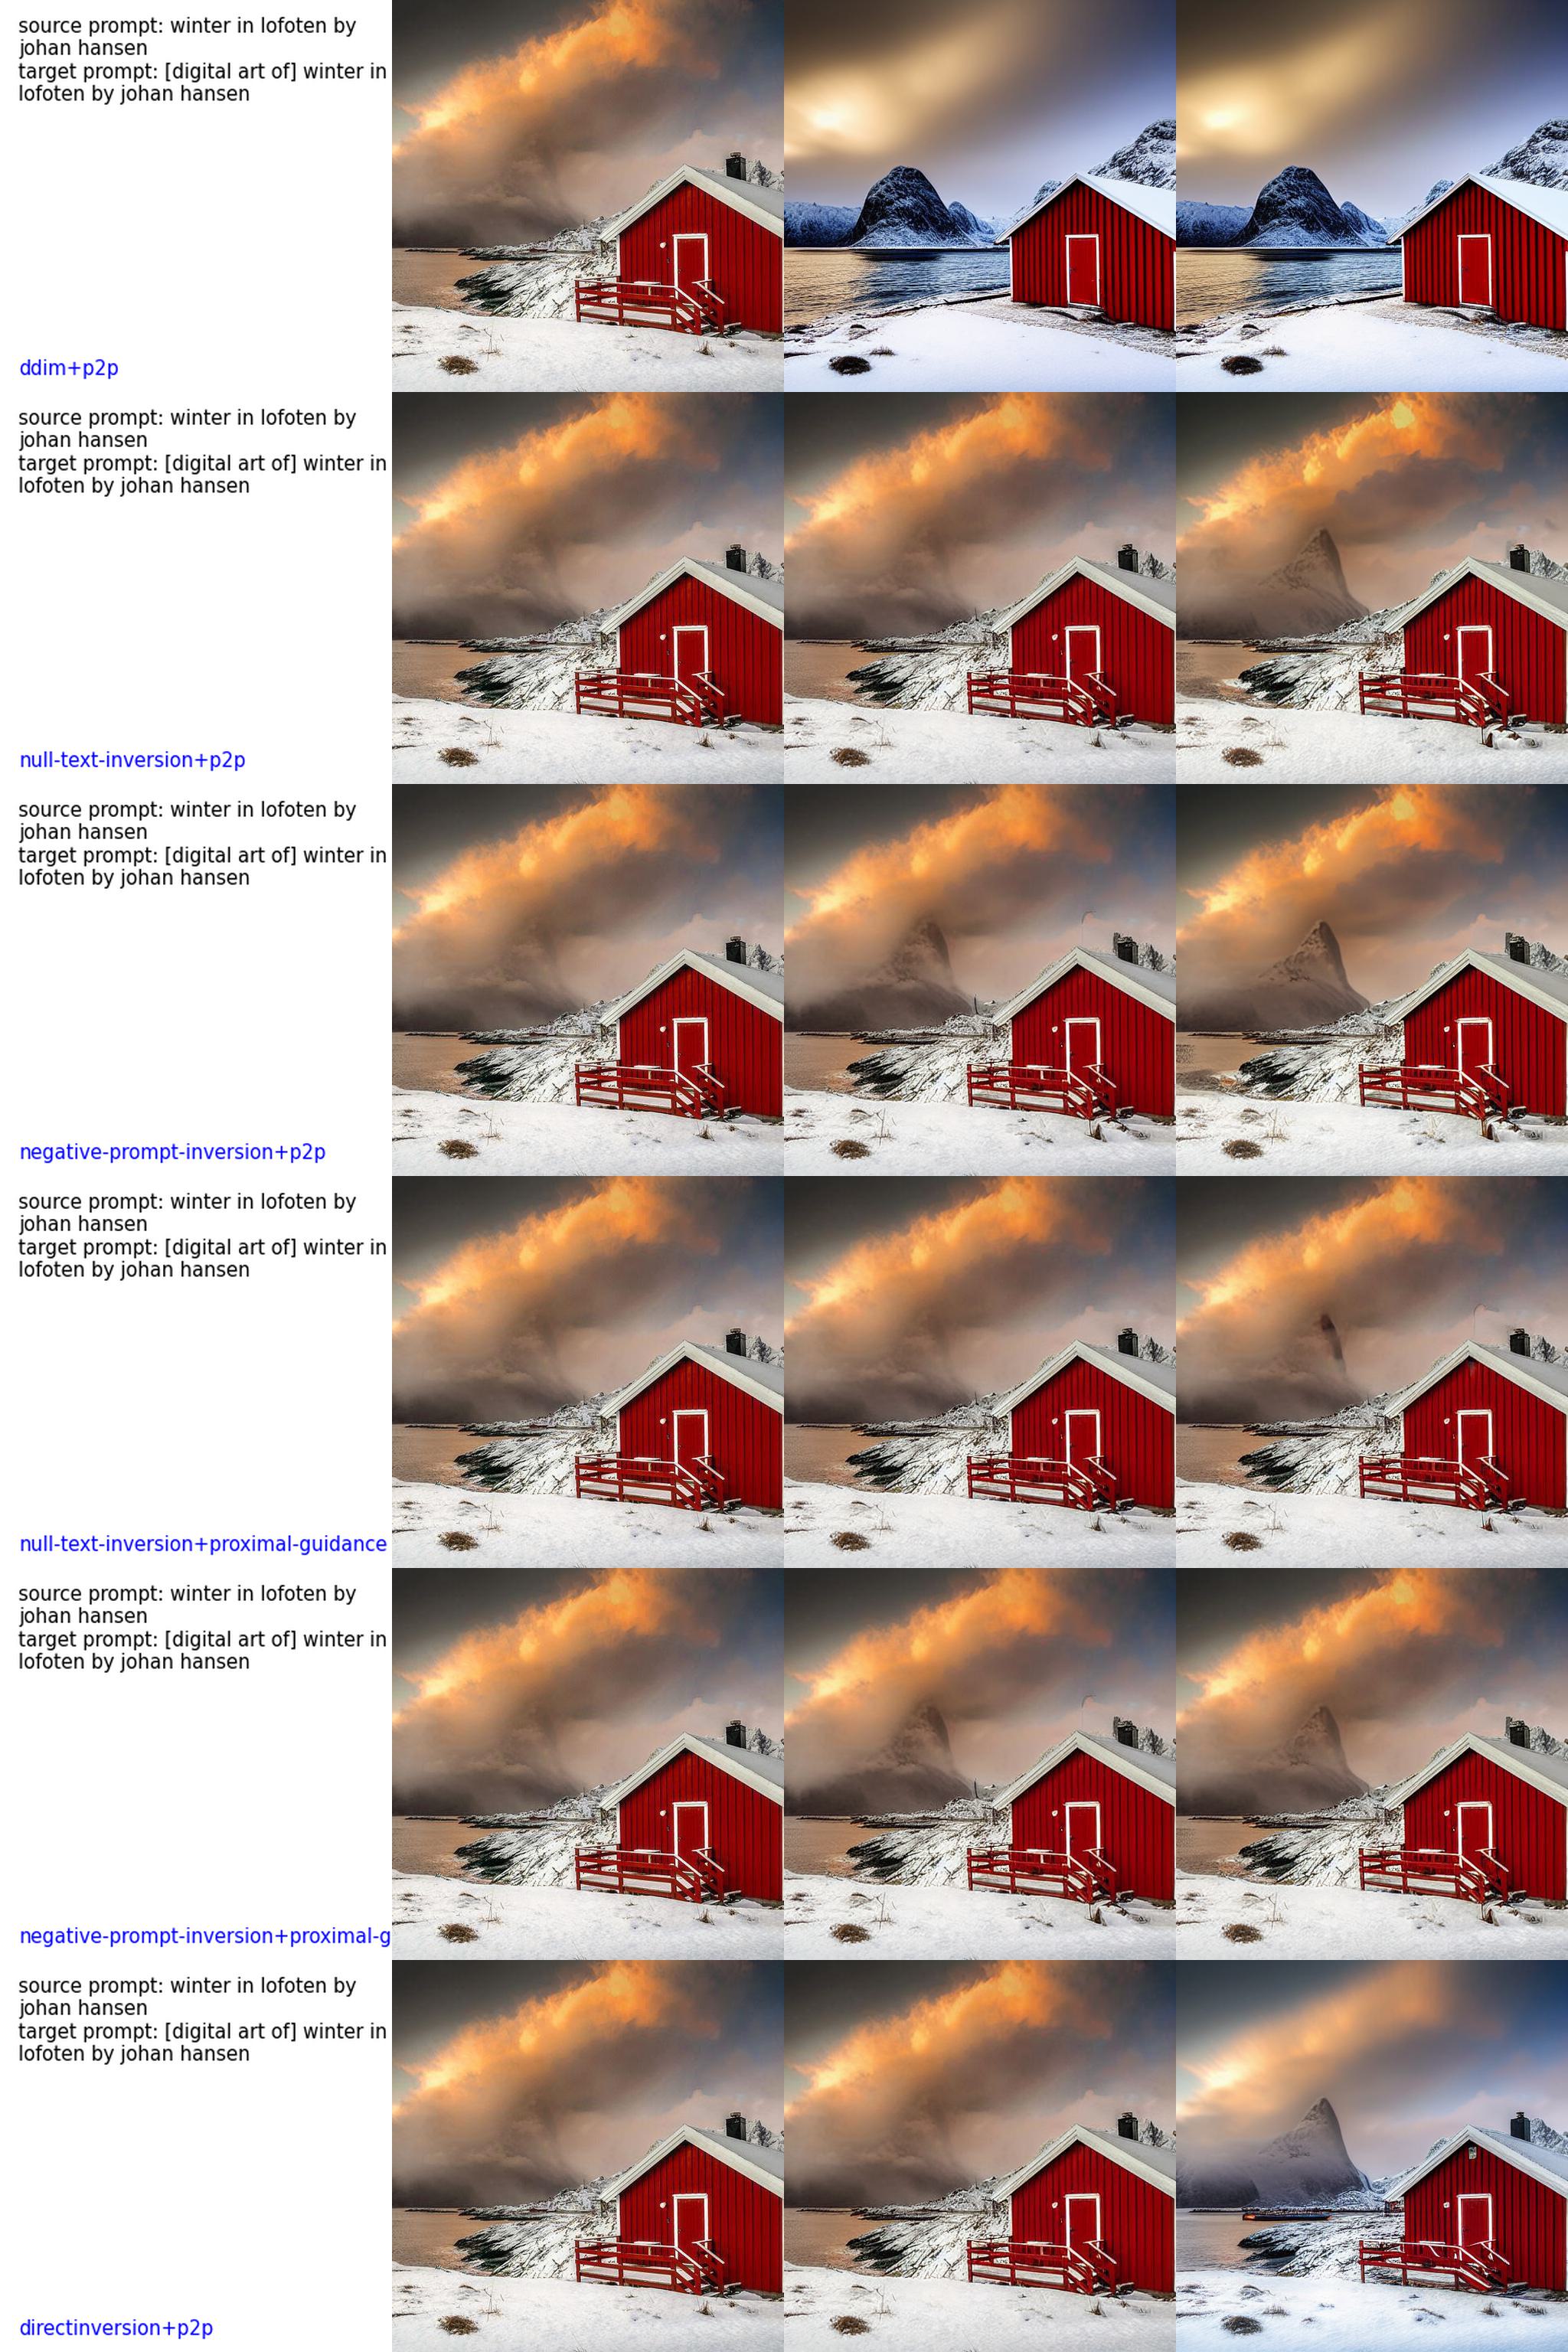 source prompt: winter in lofoten by
johan hansen
target prompt: [digital art of] winter in
lofoten by johan hansen
ddim+p2p
source prompt: winter in lofoten by
johan hansen
target prompt: [digital art of] winter in
lofoten by johan hansen
null-text-inversion+p2p
source prompt: winter in lofoten by
johan hansen
target prompt: [digital art of] winter in
lofoten by johan hansen
negative-prompt-inversion+p2p
source prompt: winter in lofoten by
johan hansen
target prompt: [digital art of] winter in
lofoten by johan hansen
null-text-inversion+proximal-guidance
source prompt: winter in lofoten by
johan hansen
target prompt: [digital art of] winter in
lofoten by johan hansen
negative-prompt-inversion+proximal-g
source prompt: winter in lofoten by
johan hansen
target prompt: [digital art of] winter in
lofoten by johan hansen
directinversion+p2p